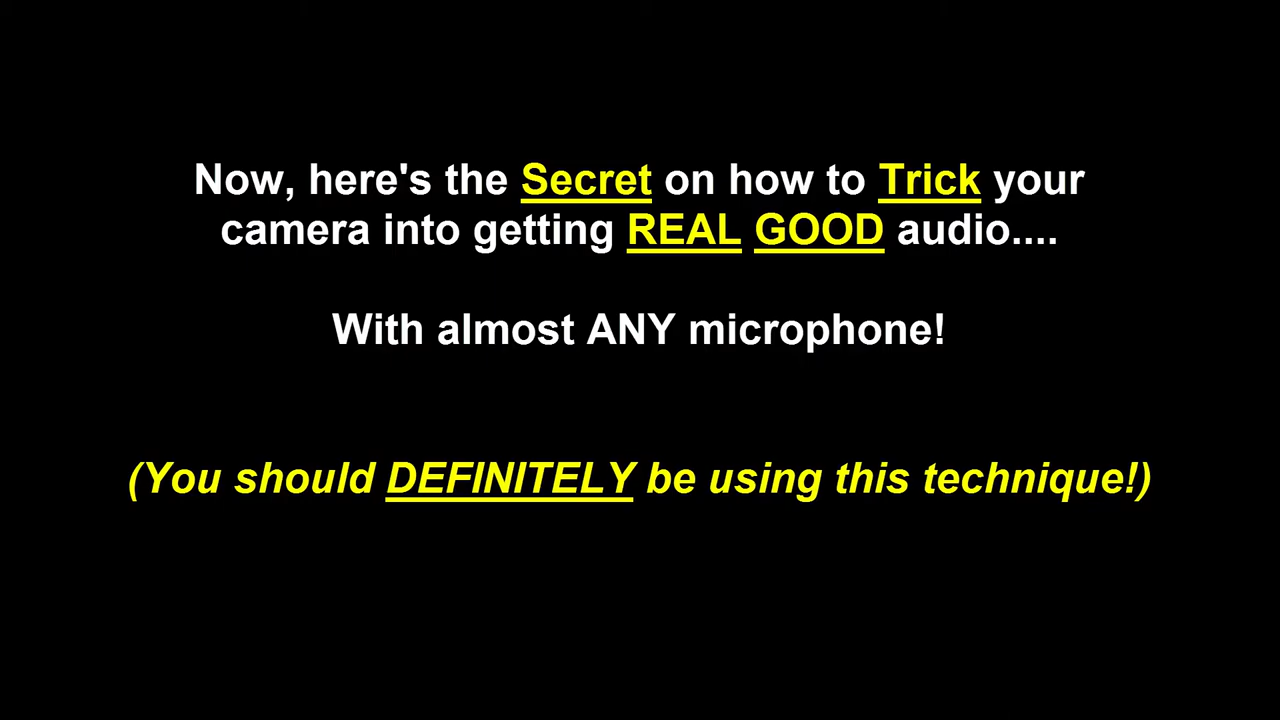 Now, here's the Secret on how to Trick your
camera into getting REAL GOOD audio....
With almost ANY microphone!
(You should DEFINITELY be using this technique!)